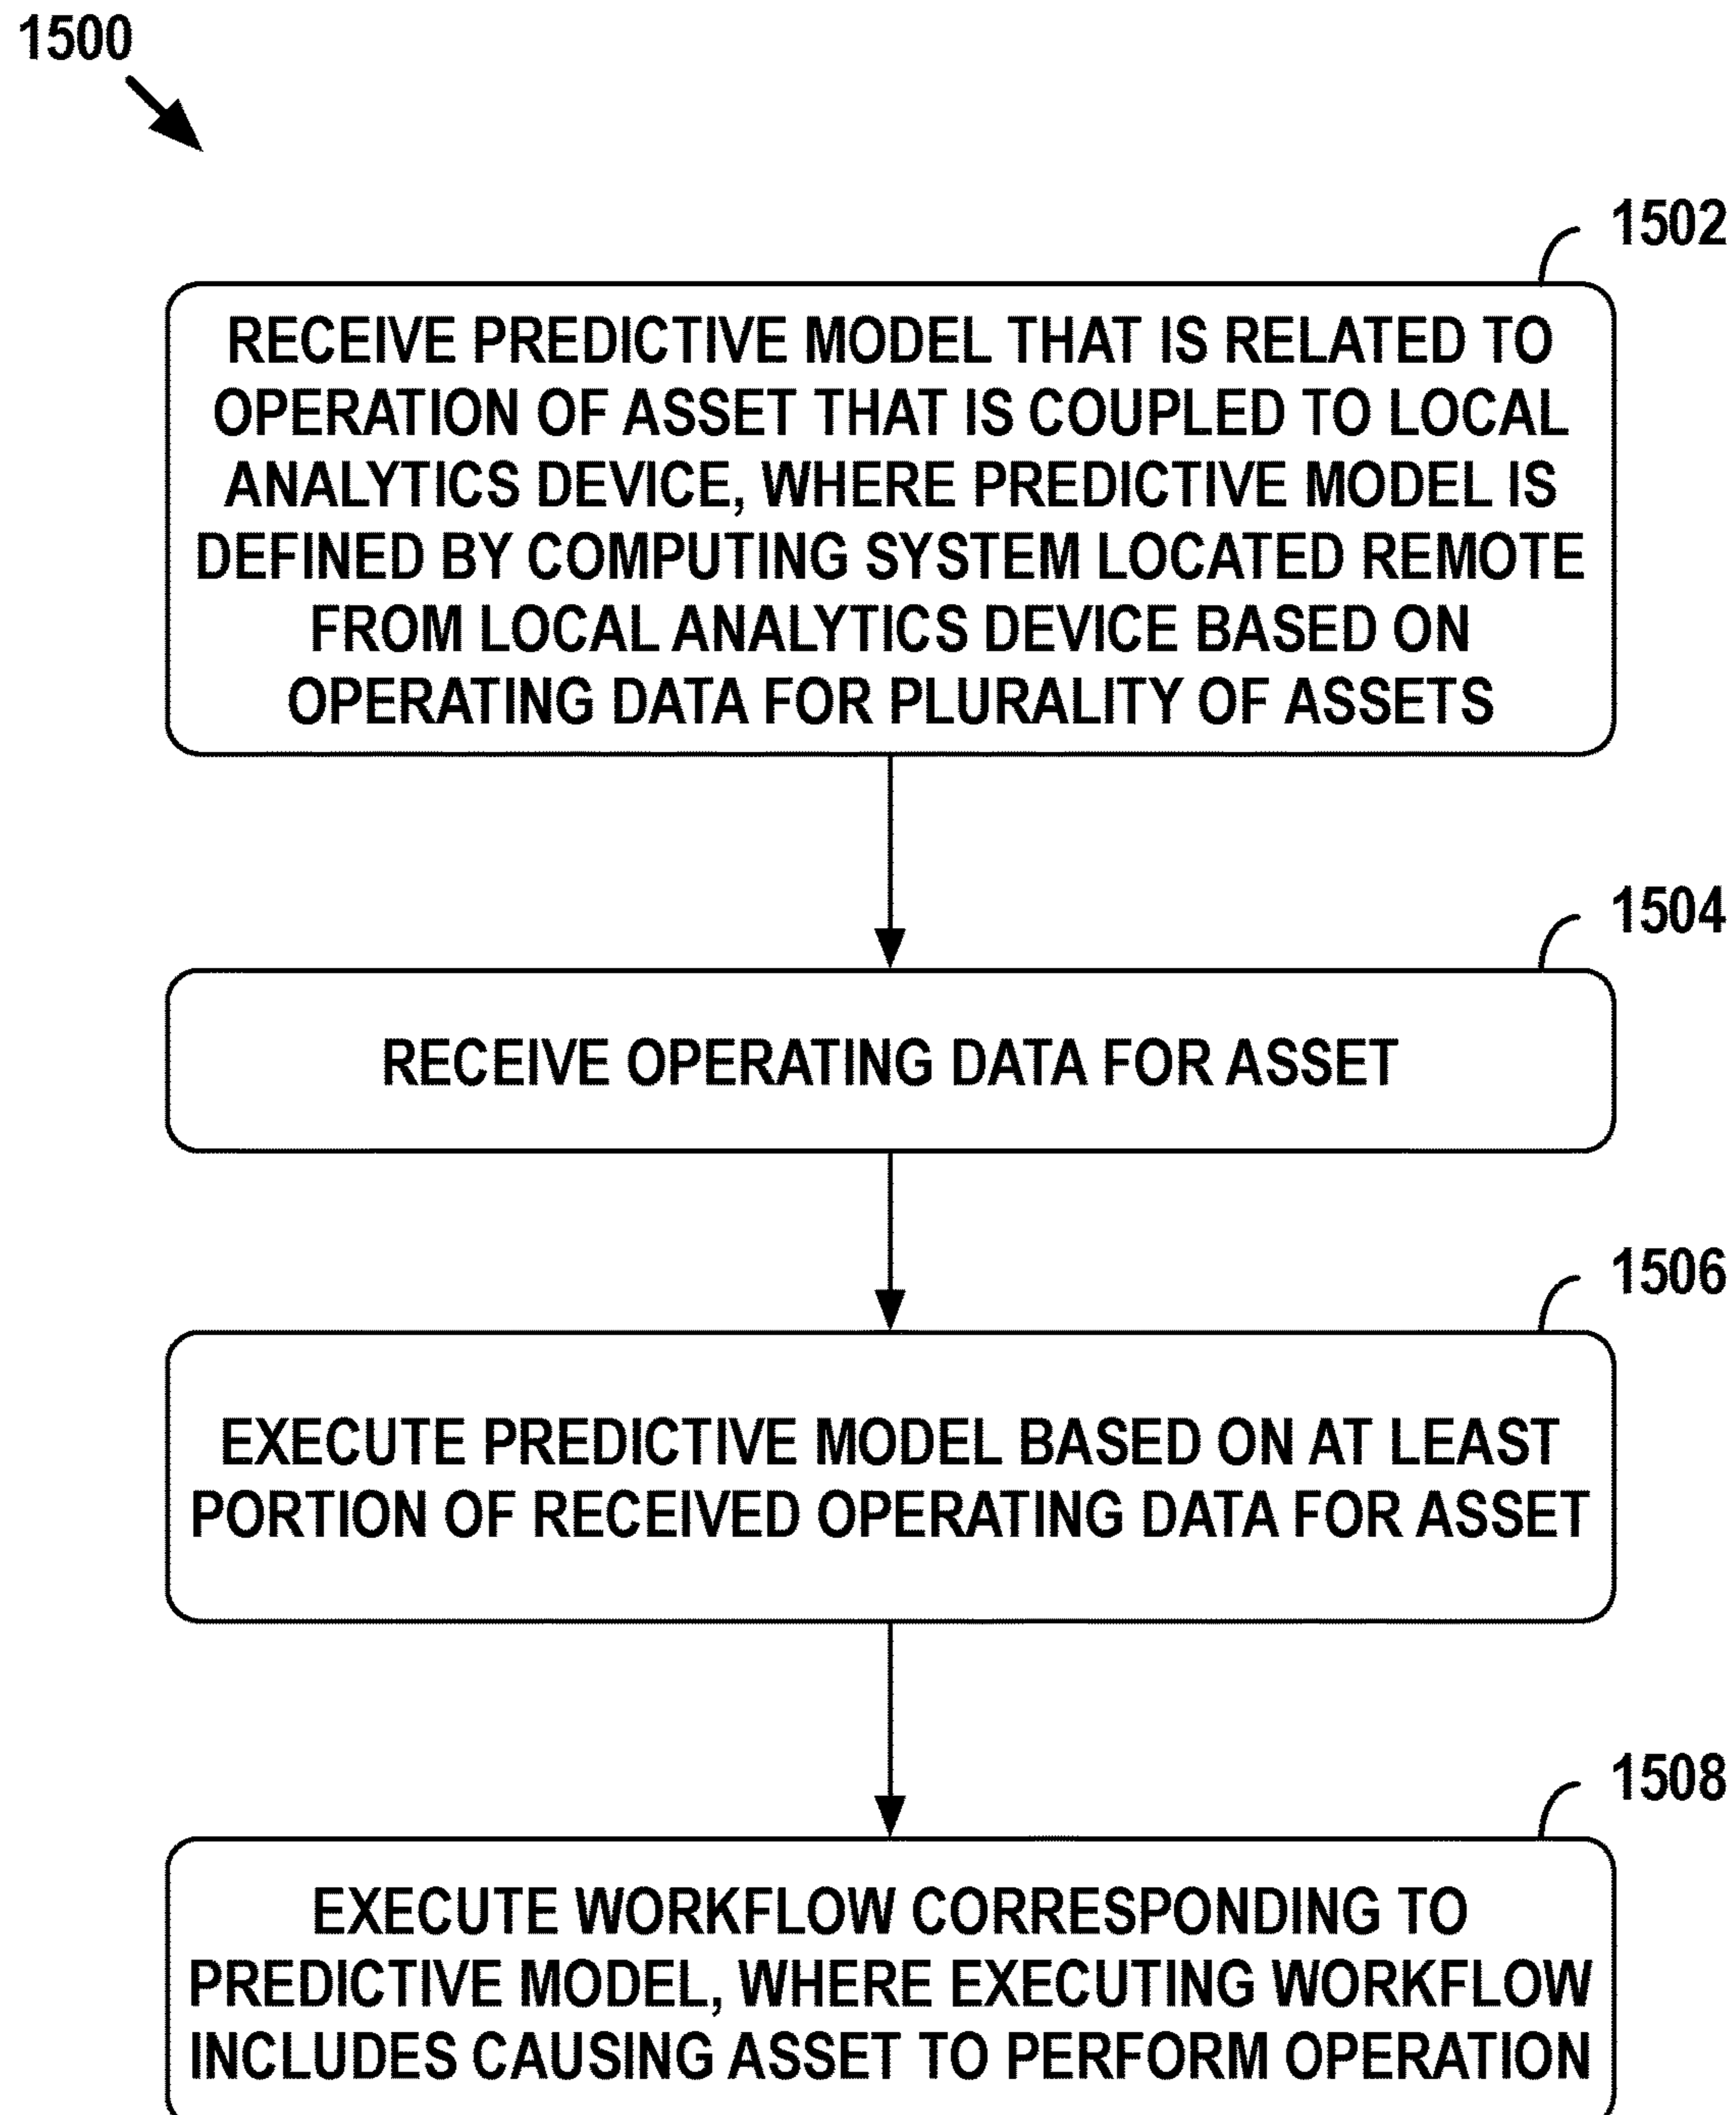 1500
1502
RECEIVE PREDICTIVE MODEL THAT IS RELATED TO
OPERATION OF ASSET THAT IS COUPLED TO LOCAL
ANALYTICS DEVICE, WHERE PREDICTIVE MODEL IS
DEFINED BY COMPUTING SYSTEM LOCATED REMOTE
FROM LOCAL ANALYTICS DEVICE BASED ON
OPERATING DATA FOR PLURALITY OF ASSETS
1504
RECEIVE OPERATING DATA FOR ASSET
1506
EXECUTE PREDICTIVE MODEL BASED ON AT LEAST
PORTION OF RECEIVED OPERATING DATA FOR ASSET
1508
EXECUTE WORKFLOW CORRESPONDING TO
PREDICTIVE MODEL, WHERE EXECUTING WORKFLOW
INCLUDES CAUSING ASSET TO PERFORM OPERATION